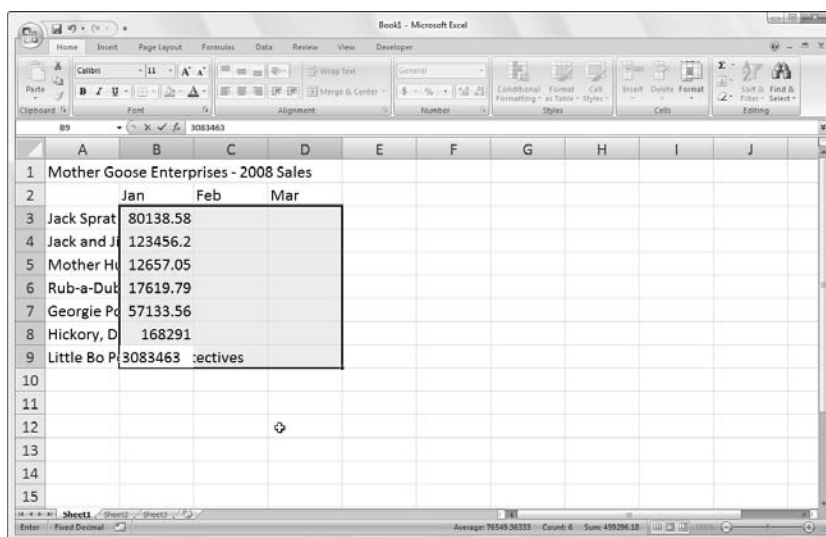 Book1 - Microsoft Excel
Home Insert Page Layout Formulas Data Review View Developer
Calibri 11 A A Wrap Text General
Paste B I U A Merge & Center $ % , Conditional Formatting Format as Table Cell Styles Insert Delete Format Σ Sort & Filter Find & Select
Clipboard Font Alignment Number Styles Cells Editing
B9 fx 3083463
A B C D E F G H I J
1 Mother Goose Enterprises - 2008 Sales
2 Jan Feb Mar
3 Jack Sprat 80138.58
4 Jack and Ji 123456.2
5 Mother Hu 12657.05
6 Rub-a-Dub 17619.79
7 Georgie Po 57133.56
8 Hickory, D 168291
9 Little Bo P 3083463 ectives
10
11
12
13
14
15
Sheet1 Sheet2 Sheet3
Enter Fixed Decimal Average: 76549.36333 Count: 6 Sum: 459296.18